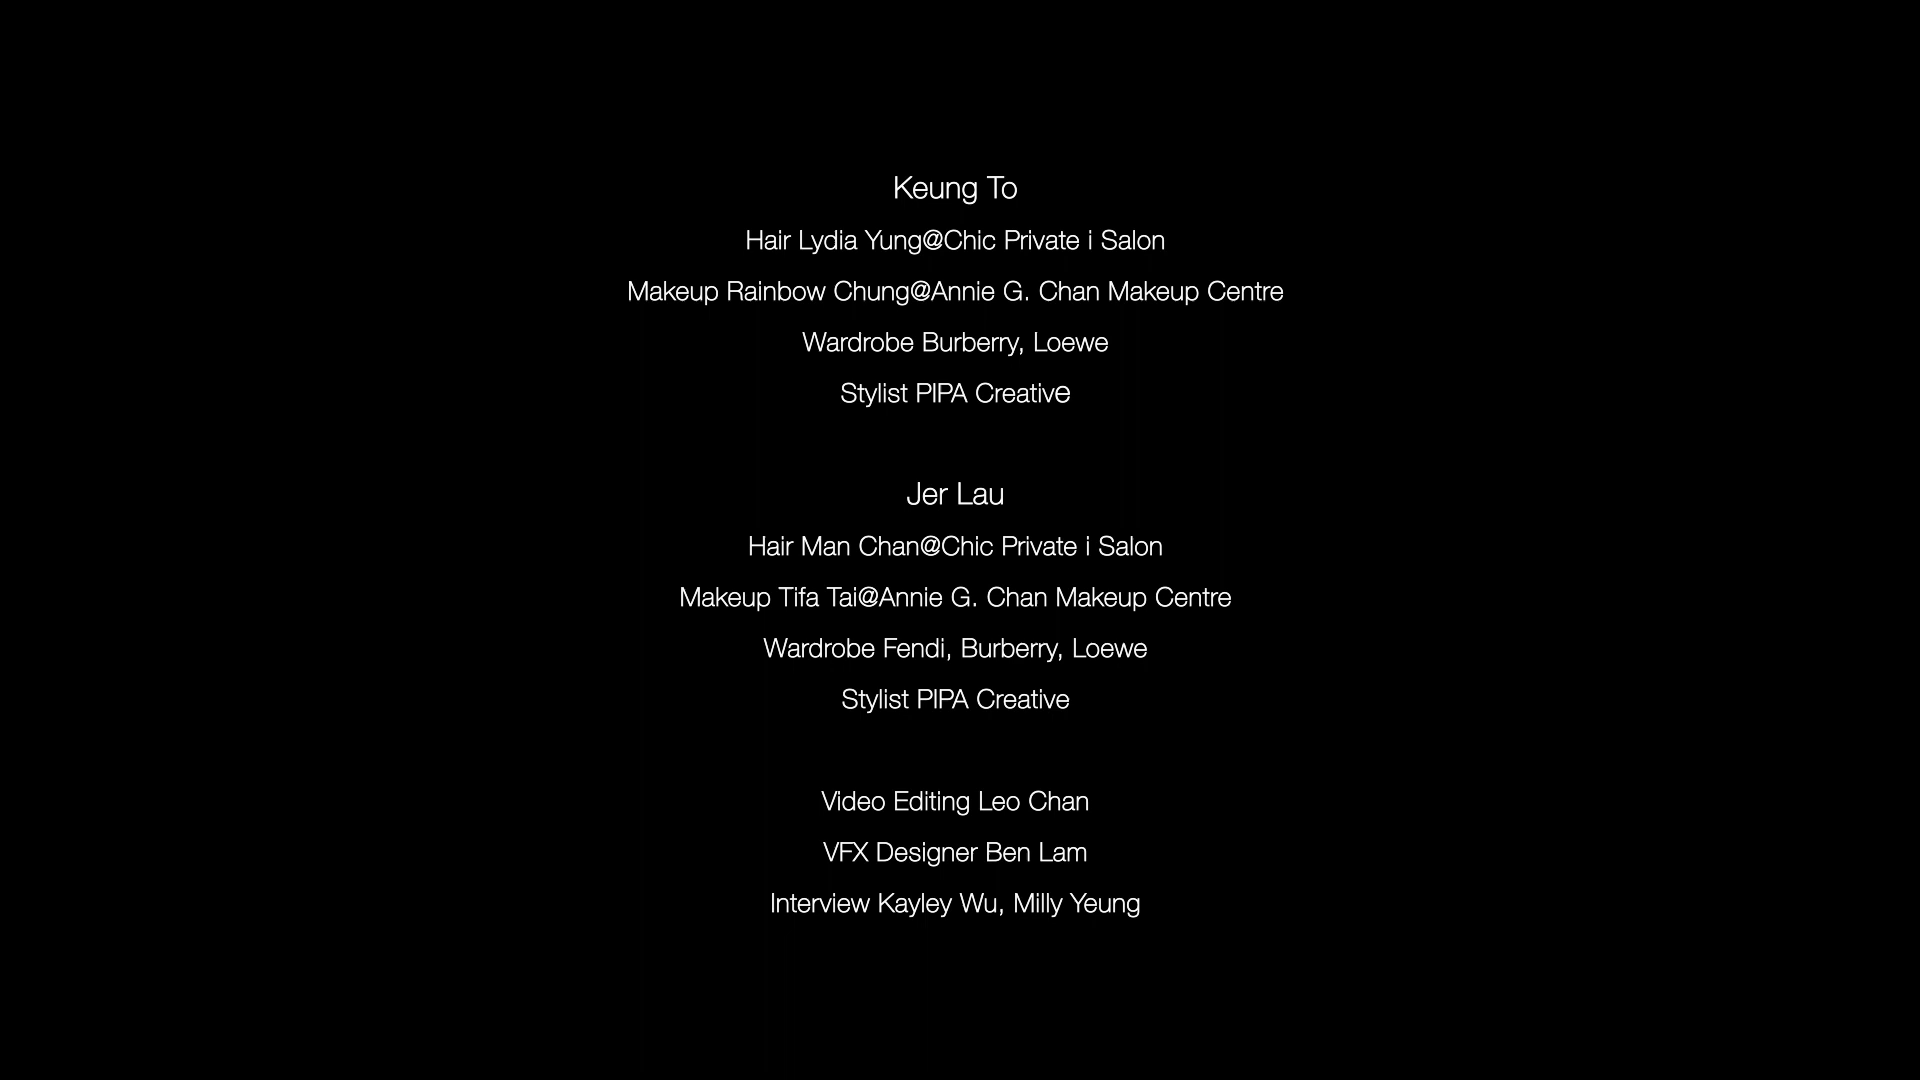 Keung To
Hair Lydia Yung@Chic Private i Salon
Makeup Rainbow Chung@Annie G. Chan Makeup Centre
Wardrobe Burberry, Loewe
Stylist PIPA Creative
Jer Lau
Hair Man Chan@Chic Private i Salon
Makeup Tifa Tai@Annie G. Chan Makeup Centre
Wardrobe Fendi, Burberry, Loewe
Stylist PIPA Creative
Video Editing Leo Chan
VFX Designer Ben Lam
Interview Kayley Wu, Milly Yeung